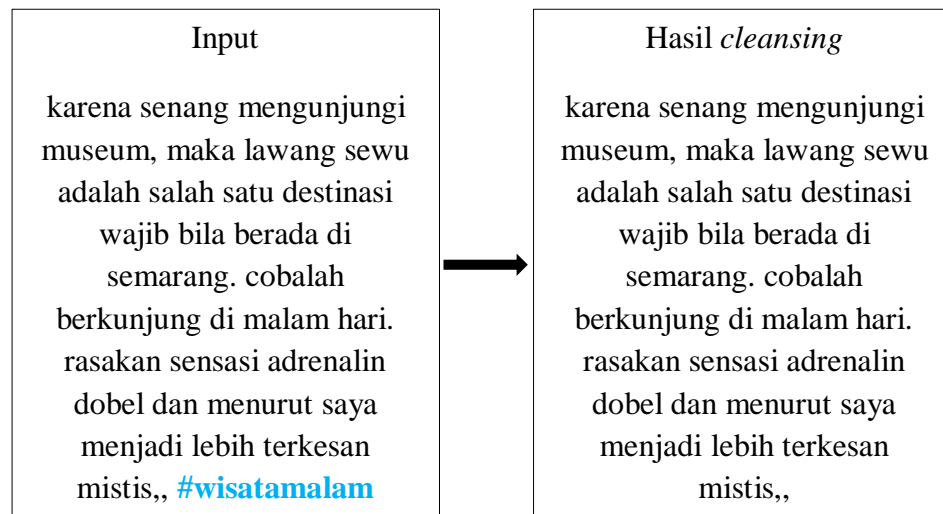 Input
karena senang mengunjungi
museum, maka lawang sewu
adalah salah satu destinasi
wajib bila berada di
semarang. cobalah
berkunjung di malam hari.
rasakan sensasi adrenalin
dobel dan menurut saya
menjadi lebih terkesan
mistis,, #wisatamalam
Hasil cleansing
karena senang mengunjungi
museum, maka lawang sewu
adalah salah satu destinasi
wajib bila berada di
semarang. cobalah
berkunjung di malam hari.
rasakan sensasi adrenalin
dobel dan menurut saya
menjadi lebih terkesan
mistis,,